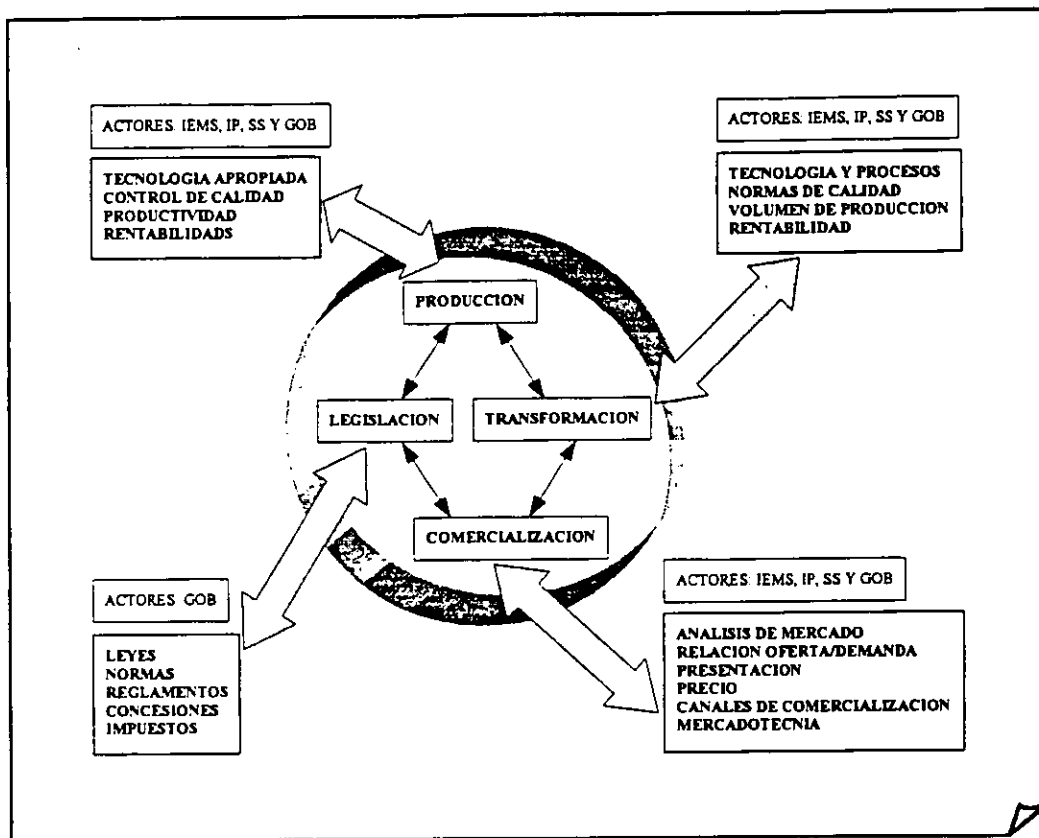 ACTORES: IEMS, IP, SS Y GOB
TECNOLOGIA APROPIADA
CONTROL DE CALIDAD
PRODUCTIVIDAD
RENTABILIDADS
ACTORES: IEMS, IP, SS Y GOB
TECNOLOGIA Y PROCESOS
NORMAS DE CALIDAD
VOLUMEN DE PRODUCCION
RENTABILIDAD
PRODUCCION
LEGISLACION
TRANSFORMACION
COMERCIALIZACION
ACTORES: GOB
LEYES
NORMAS
REGLAMENTOS
CONCESIONES
IMPUESTOS
ACTORES: IEMS, IP, SS Y GOB
ANALISIS DE MERCADO
RELACION OFERTA/DEMANDA
PRESENTACION
PRECIO
CANALES DE COMERCIALIZACION
MERCADOTECNIA